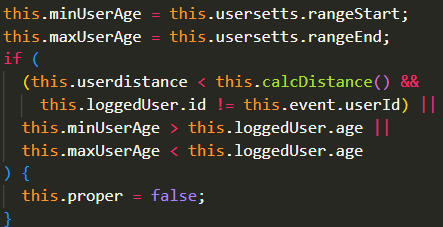 this.minUserAge = this.usersetts.rangeStart;
this.maxUserAge = this.usersetts.rangeEnd;
if (
(this.userdistance < this.calcDistance() &&
this.loggedUser.id != this.event.userId) ||
this.minUserAge > this.loggedUser.age ||
this.maxUserAge < this.loggedUser.age
) {
this.proper = false;
}